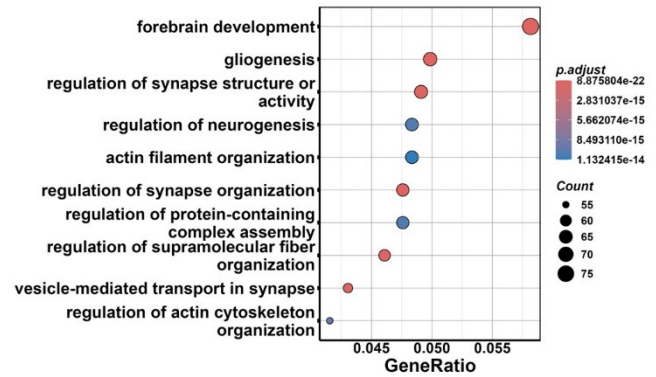 forebrain development
gliogenesis
regulation of synapse structure or
activity
regulation of neurogenesis
actin filament organization
regulation of synapse organization
regulation of protein-containing
complex assembly
regulation of supramolecular fiber
organization
vesicle-mediated transport in synapse
regulation of actin cytoskeleton
organization
0.045 0.050 0.055
GeneRatio
p.adjust
8.875804e-22
2.831037e-15
5.662074e-15
8.493110e-15
1.132415e-14
Count
55
60
65
70
75